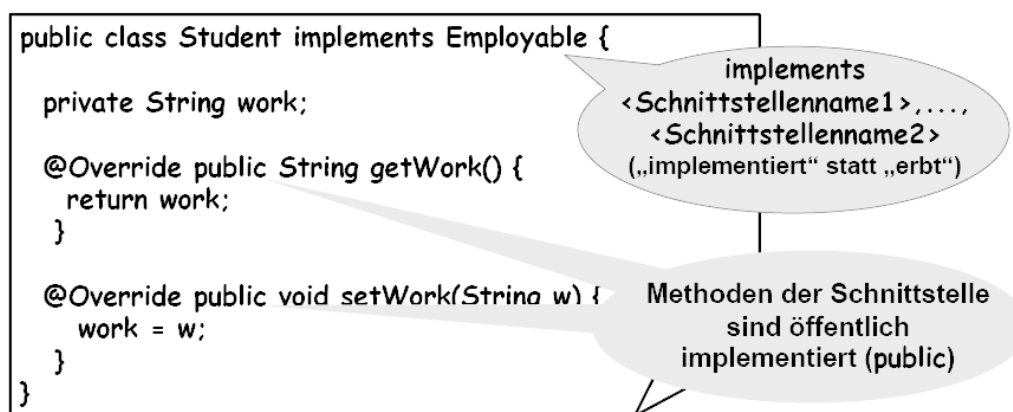 public class Student implements Employable {
private String work;
@Override public String getWork() {
return work;
}
@Override public void setWork(String w) {
work = w;
}
}
implements
<Schnittstellenname1>,...,
<Schnittstellenname2>
(„implementiert“ statt „erbt“)
Methoden der Schnittstelle
sind öffentlich
implementiert (public)